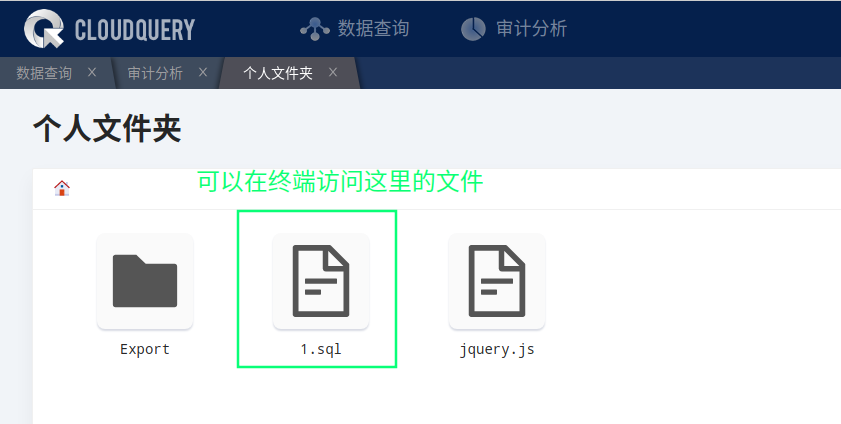 CLOUDQUERY 数据查询 审计分析
数据查询 X 审计分析 X 个人文件夹 X
个人文件夹
可以在终端访问这里的文件
Export 1.sql jquery.js